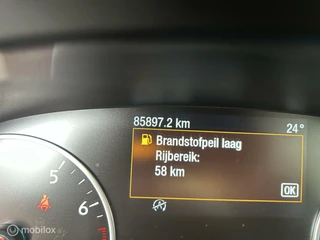 85897.2 km 24°
Brandstofpeil laag
Rijbereik:
58 km
OK
5
6
mobilox